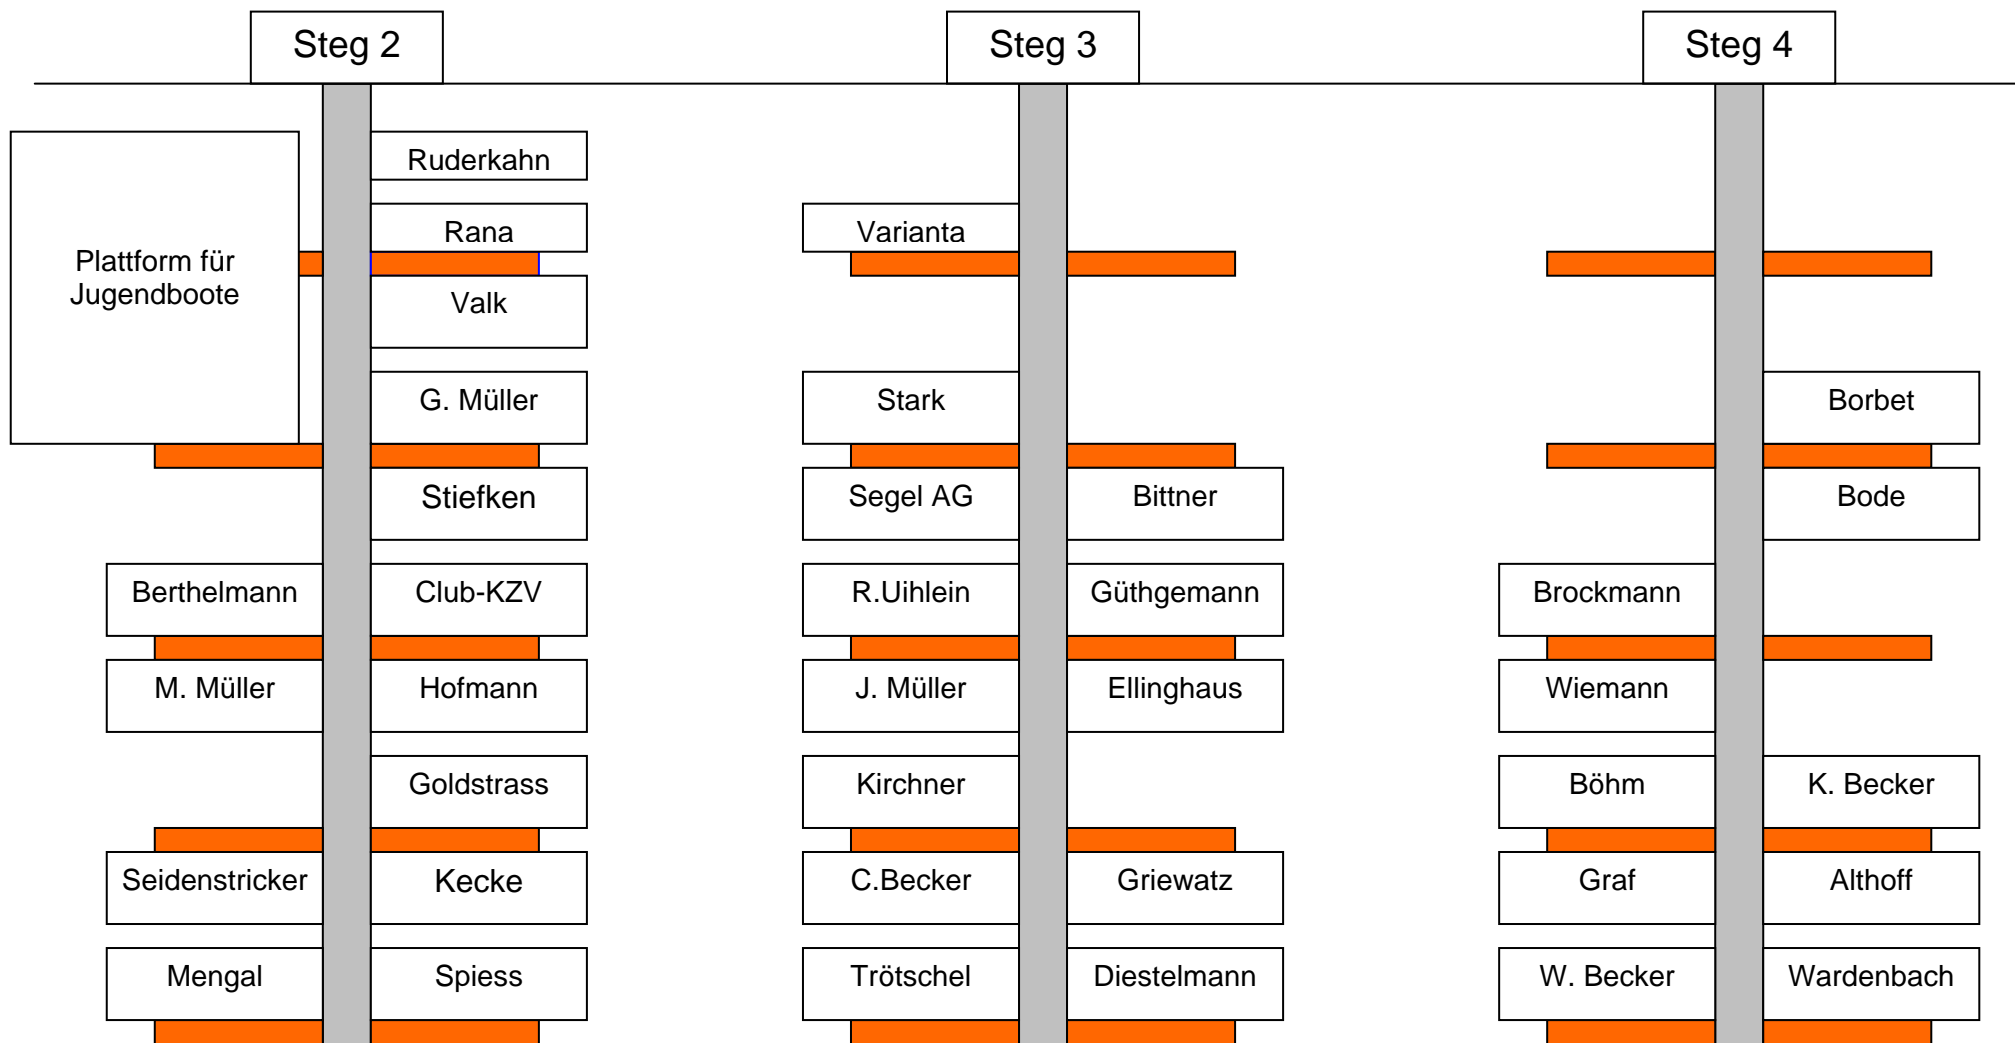 Steg 2
Steg 3
Steg 4
Ruderkahn
Rana
Varianta
Plattform für
Jugendboote
Valk
G. Müller
Stark
Borbet
Stiefken
Segel AG
Bittner
Bode
Berthelmann
Club-KZV
R.Uihlein
Güthgemann
Brockmann
M. Müller
Hofmann
J. Müller
Ellinghaus
Wiemann
Goldstrass
Kirchner
Böhm
K. Becker
Seidenstricker
Kecke
C.Becker
Griewatz
Graf
Althoff
Mengal
Spiess
Trötschel
Diestelmann
W. Becker
Wardenbach